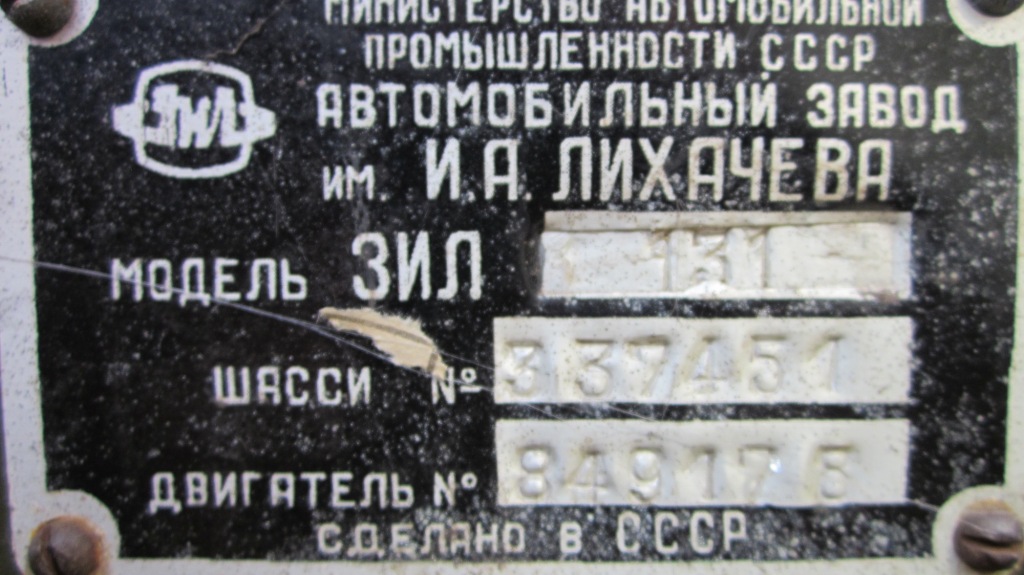 МИНИСТЕРСТВО АВТОМОБИЛЬНОЙ
ПРОМЫШЛЕННОСТИ СССР
ЗИЛ АВТОМОБИЛЬНЫЙ ЗАВОД
ИМ. И.А. ЛИХАЧЕВА
МОДЕЛЬ ЗИЛ 131
ШАССИ № 337451
ДВИГАТЕЛЬ №
СДЕЛАНО В СССР